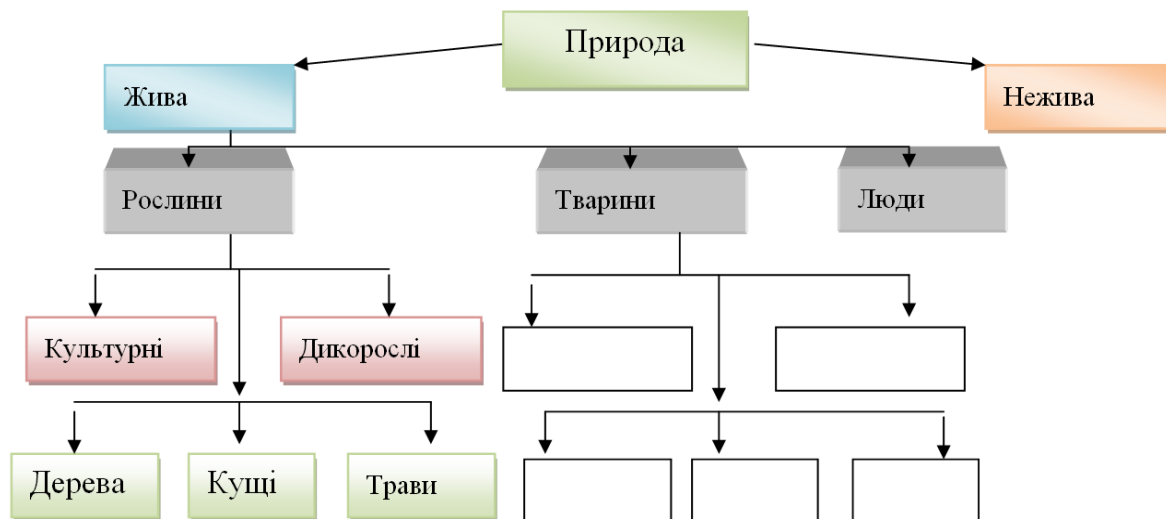 Природа
Жива
Нежива
Рослини
Тварини
Люди
Культурні
Дикорослі
Дерева
Кущі
Трави